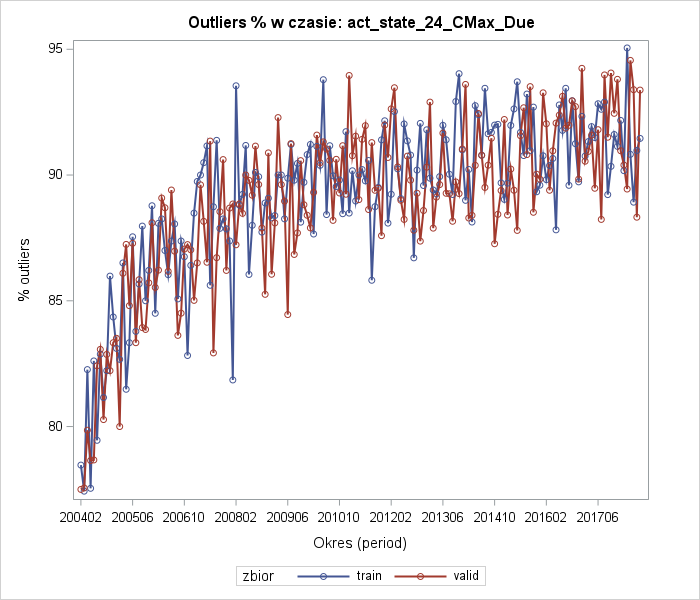 Outliers % w czasie: act_state_24_CMax_Due
95
90
85
80
% outliers
200402 200506 200610 200802 200906 201010 201202 201306 201410 201602 201706
Okres (period)
zbior train valid